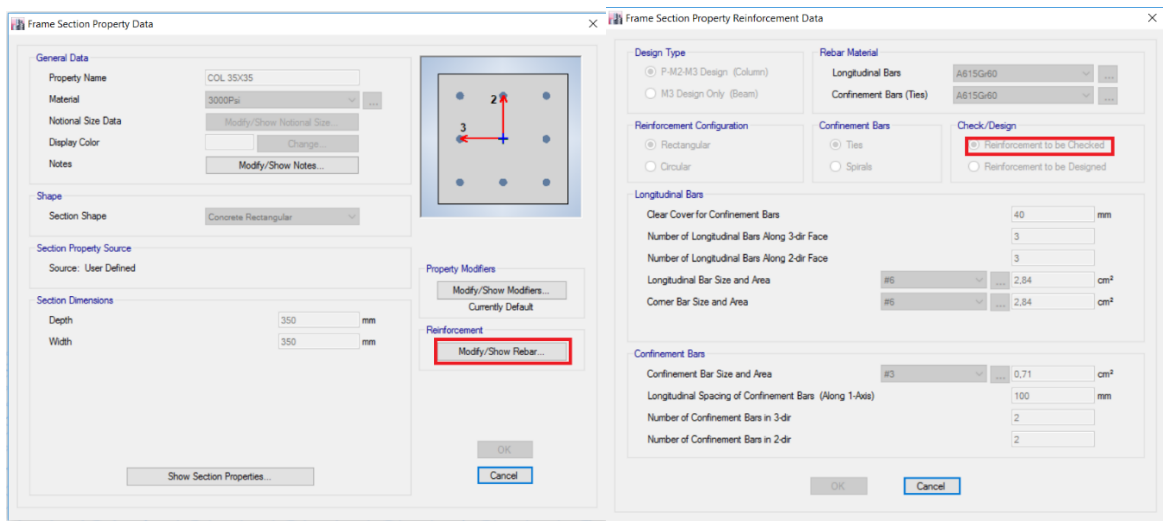 Frame Section Property Data
General Data
Property Name COL 35X35
Material 3000Psi ...
Notional Size Data Modify/Show Notional Size...
Display Color Change...
Notes Modify/Show Notes...
Shape
Section Shape Concrete Rectangular
Section Property Source
Source: User Defined
Section Dimensions
Depth 350 mm
Width 350 mm
Show Section Properties...
2
3
Property Modifiers
Modify/Show Modifiers...
Currently Default
Reinforcement
Modify/Show Rebar...
OK
Cancel
Frame Section Property Reinforcement Data
Design Type
P-M2-M3 Design (Column)
M3 Design Only (Beam)
Rebar Material
Longitudinal Bars A615Gr60 ...
Confinement Bars (Ties) A615Gr60 ...
Reinforcement Configuration
Rectangular
Circular
Confinement Bars
Ties
Spirals
Check/Design
Reinforcement to be Checked
Reinforcement to be Designed
Longitudinal Bars
Clear Cover for Confinement Bars 40 mm
Number of Longitudinal Bars Along 3-dir Face 3
Number of Longitudinal Bars Along 2-dir Face 3
Longitudinal Bar Size and Area #6 ... 2,84 cm²
Corner Bar Size and Area #6 ... 2,84 cm²
Confinement Bars
Confinement Bar Size and Area #3 ... 0,71 cm²
Longitudinal Spacing of Confinement Bars (Along 1-Axis) 100 mm
Number of Confinement Bars in 3-dir 2
Number of Confinement Bars in 2-dir 2
OK Cancel